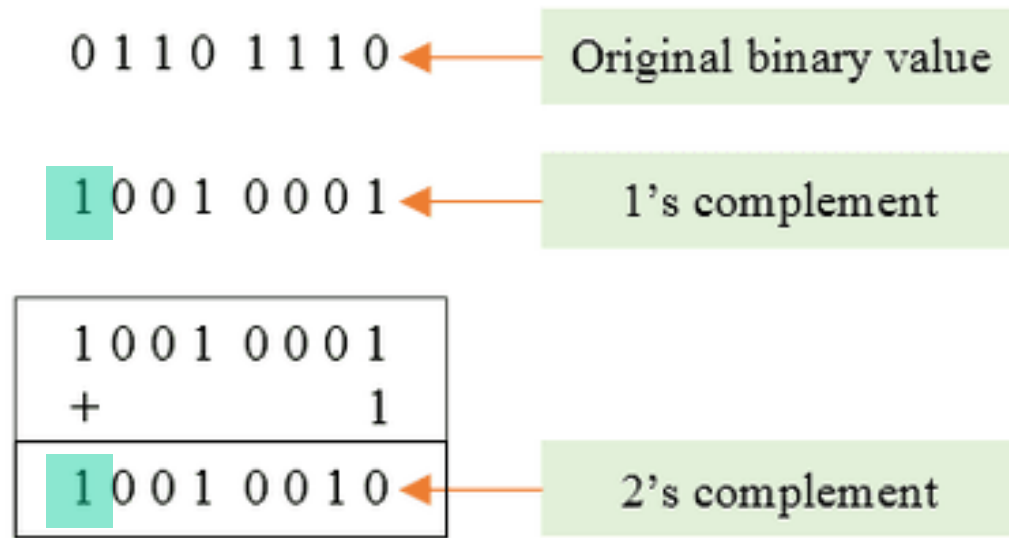 0 1 1 0 1 1 1 0 Original binary value
1 0 0 1 0 0 0 1 1’s complement
1 0 0 1 0 0 0 1
+ 1
1 0 0 1 0 0 1 0 2’s complement